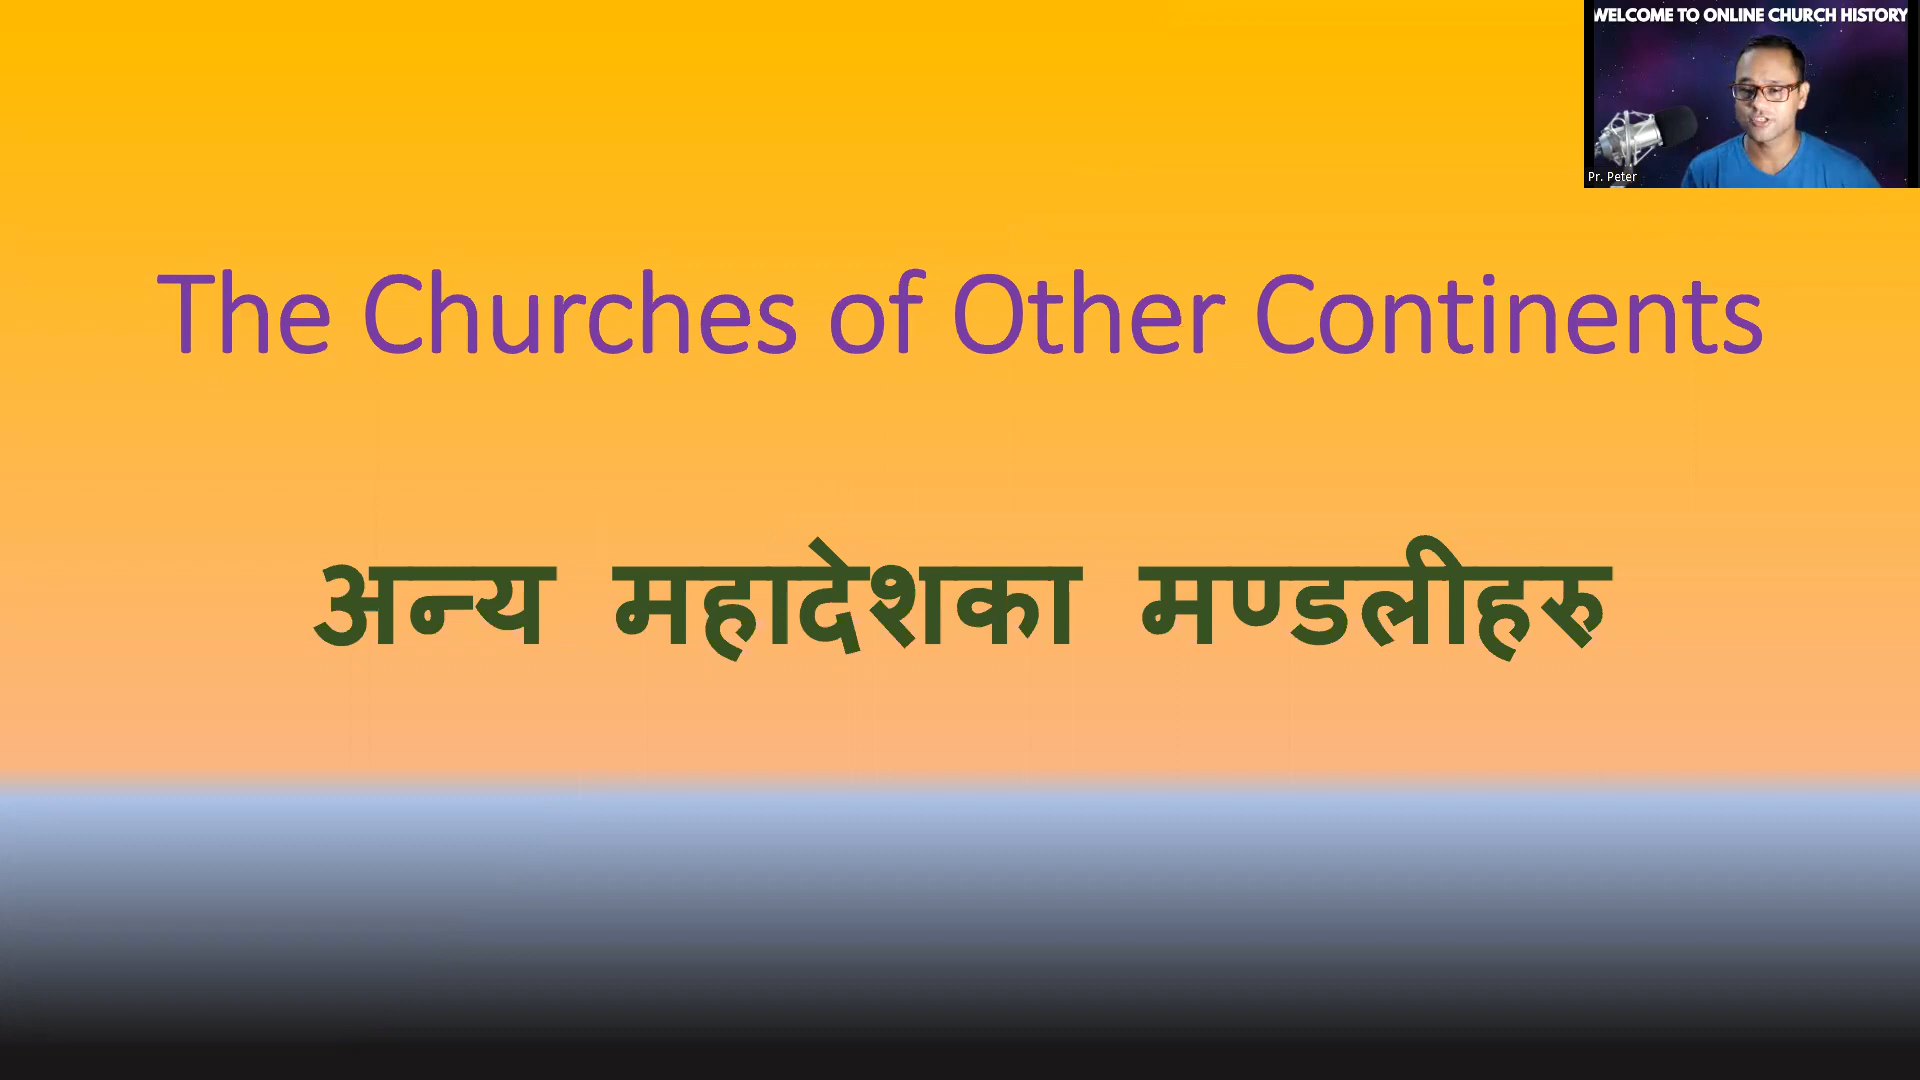 WELCOME TO ONLINE CHURCH HISTORY
Pr. Peter
The Churches of Other Continents
अन्य महादेशका मण्डलीहरु